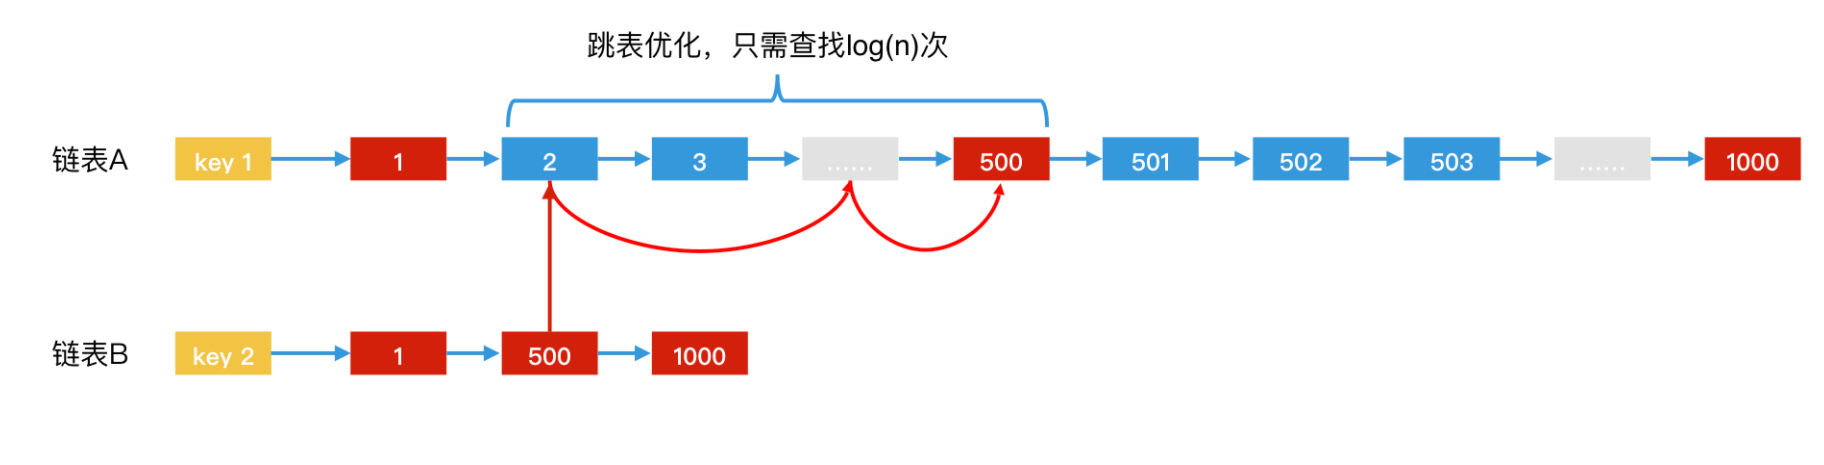 跳表优化，只需查找log(n)次
链表A key 1 1 2 3 ...... 500 501 502 503 ...... 1000
链表B key 2 1 500 1000